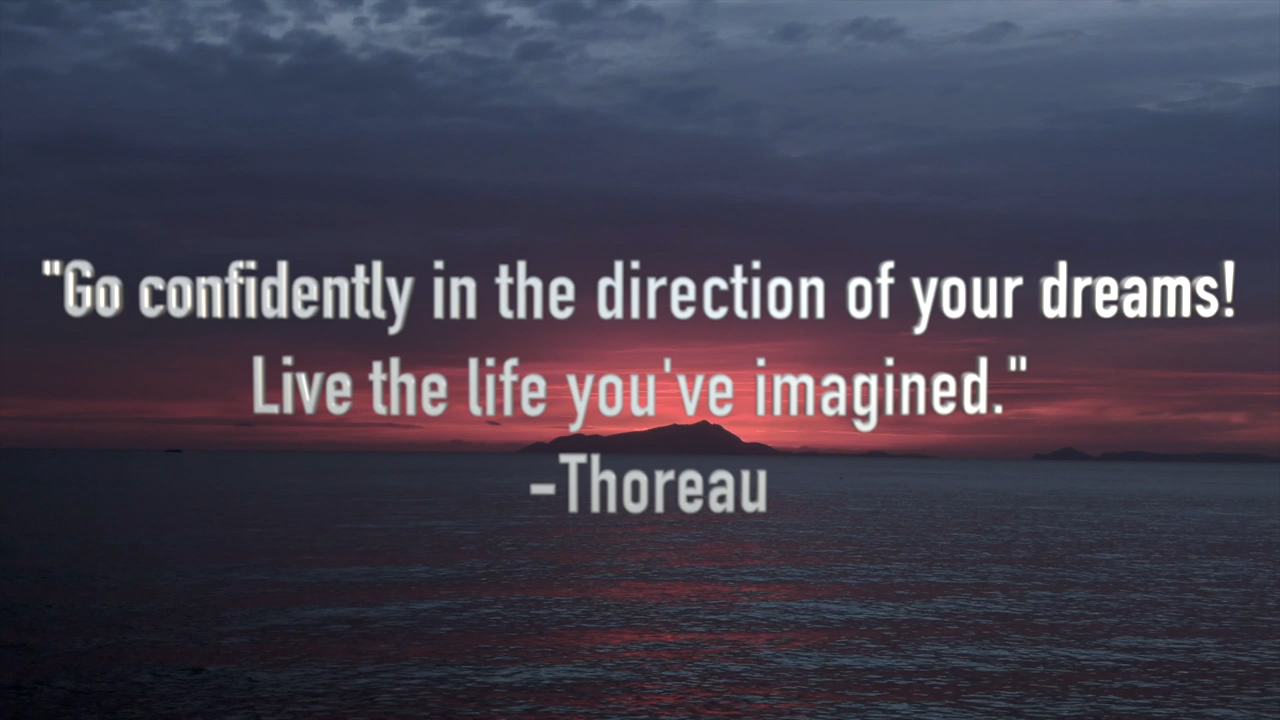 "Go confidently in the direction of your dreams!
Live the life you've imagined."
-Thoreau